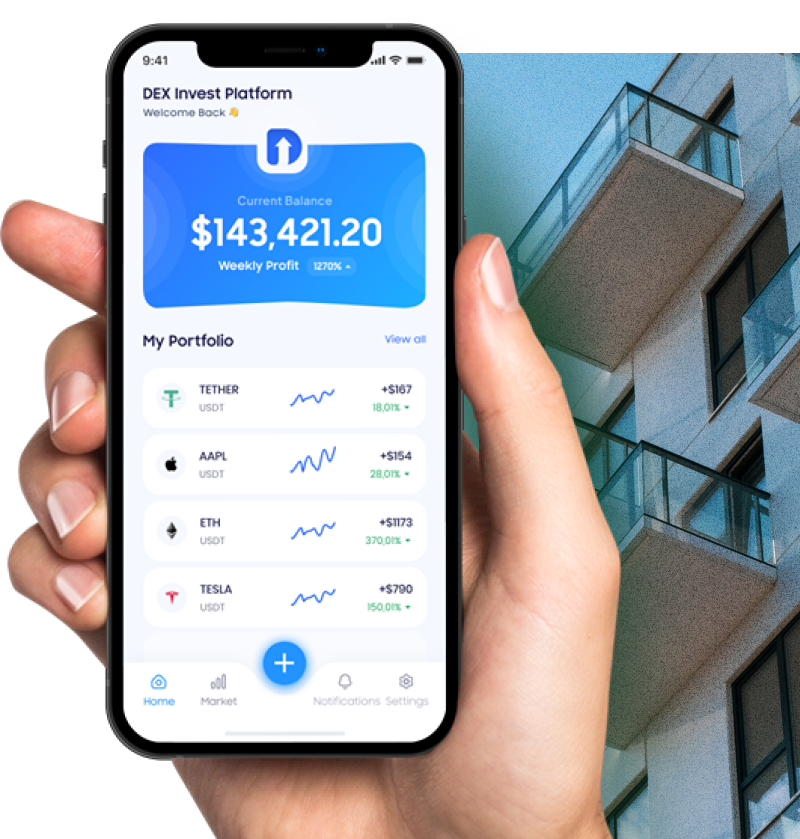 9:41
DEX Invest Platform
Welcome Back 👋
Current Balance
$143,421.20
Weekly Profit 1270%
My Portfolio View all
TETHER +$167
USDT 18,01%
AAPL +$154
USDT 28,01%
ETH +$1173
USDT 370,01%
TESLA +$790
USDT 150,01%
+
Home Market Notifications Settings